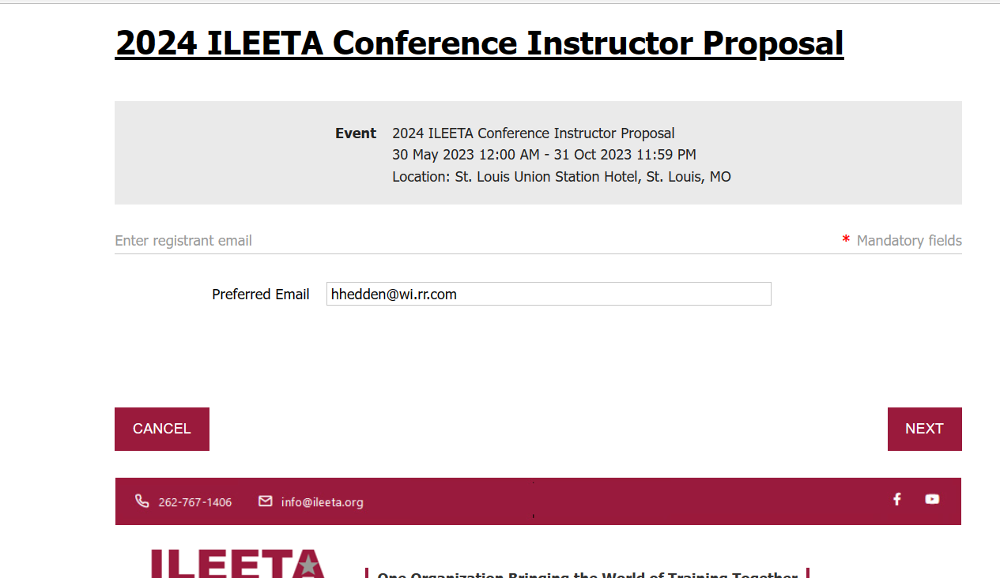 2024 ILEETA Conference Instructor Proposal
Event 2024 ILEETA Conference Instructor Proposal
30 May 2023 12:00 AM - 31 Oct 2023 11:59 PM
Location: St. Louis Union Station Hotel, St. Louis, MO
Enter registrant email * Mandatory fields
Preferred Email hhedden@wi.rr.com
CANCEL NEXT
262-767-1406 info@ileeta.org
ILEETA
One Organization Bringing the World of Training Together